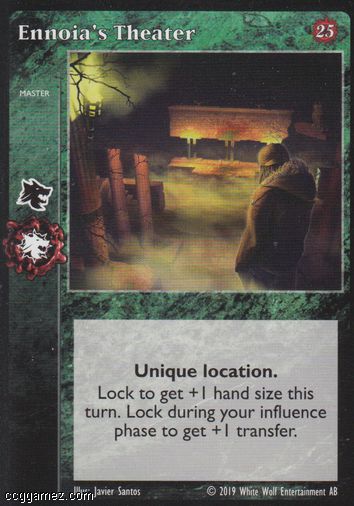 Ennoia's Theater
25
MASTER
Unique location.
Lock to get +1 hand size this
turn. Lock during your influence
phase to get +1 transfer.
Illus: Javier Santos
© 2019 White Wolf Entertainment AB
ccggamez.com